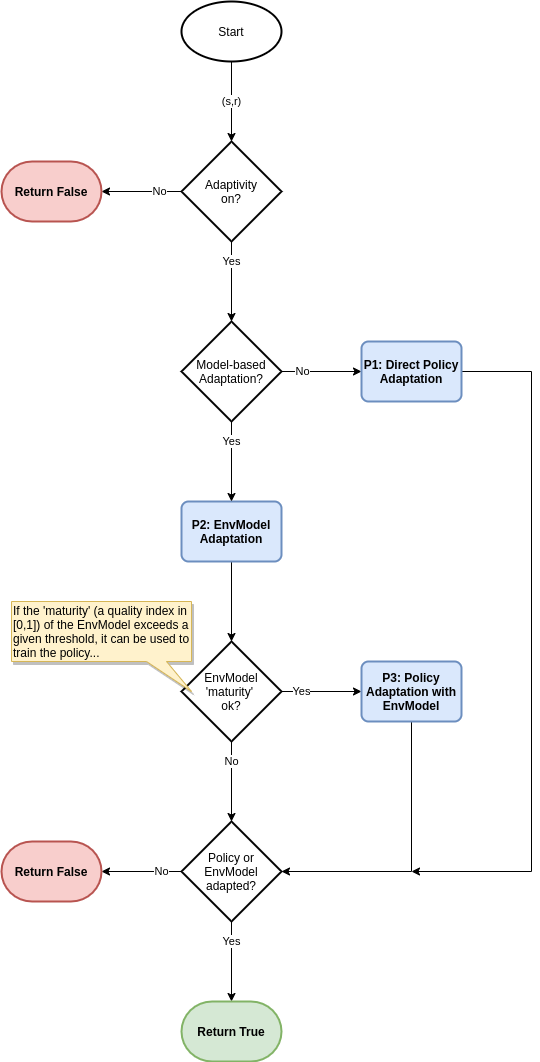 Start
(s,r)
Adaptivity
on?
No
Return False
Yes
Model-based
Adaptation?
No
P1: Direct Policy
Adaptation
Yes
P2: EnvModel
Adaptation
If the 'maturity' (a quality index in
[0,1]) of the EnvModel exceeds a
given threshold, it can be used to
train the policy...
EnvModel
'maturity'
ok?
Yes
P3: Policy
Adaptation with
EnvModel
No
Policy or
EnvModel
adapted?
No
Return False
Yes
Return True